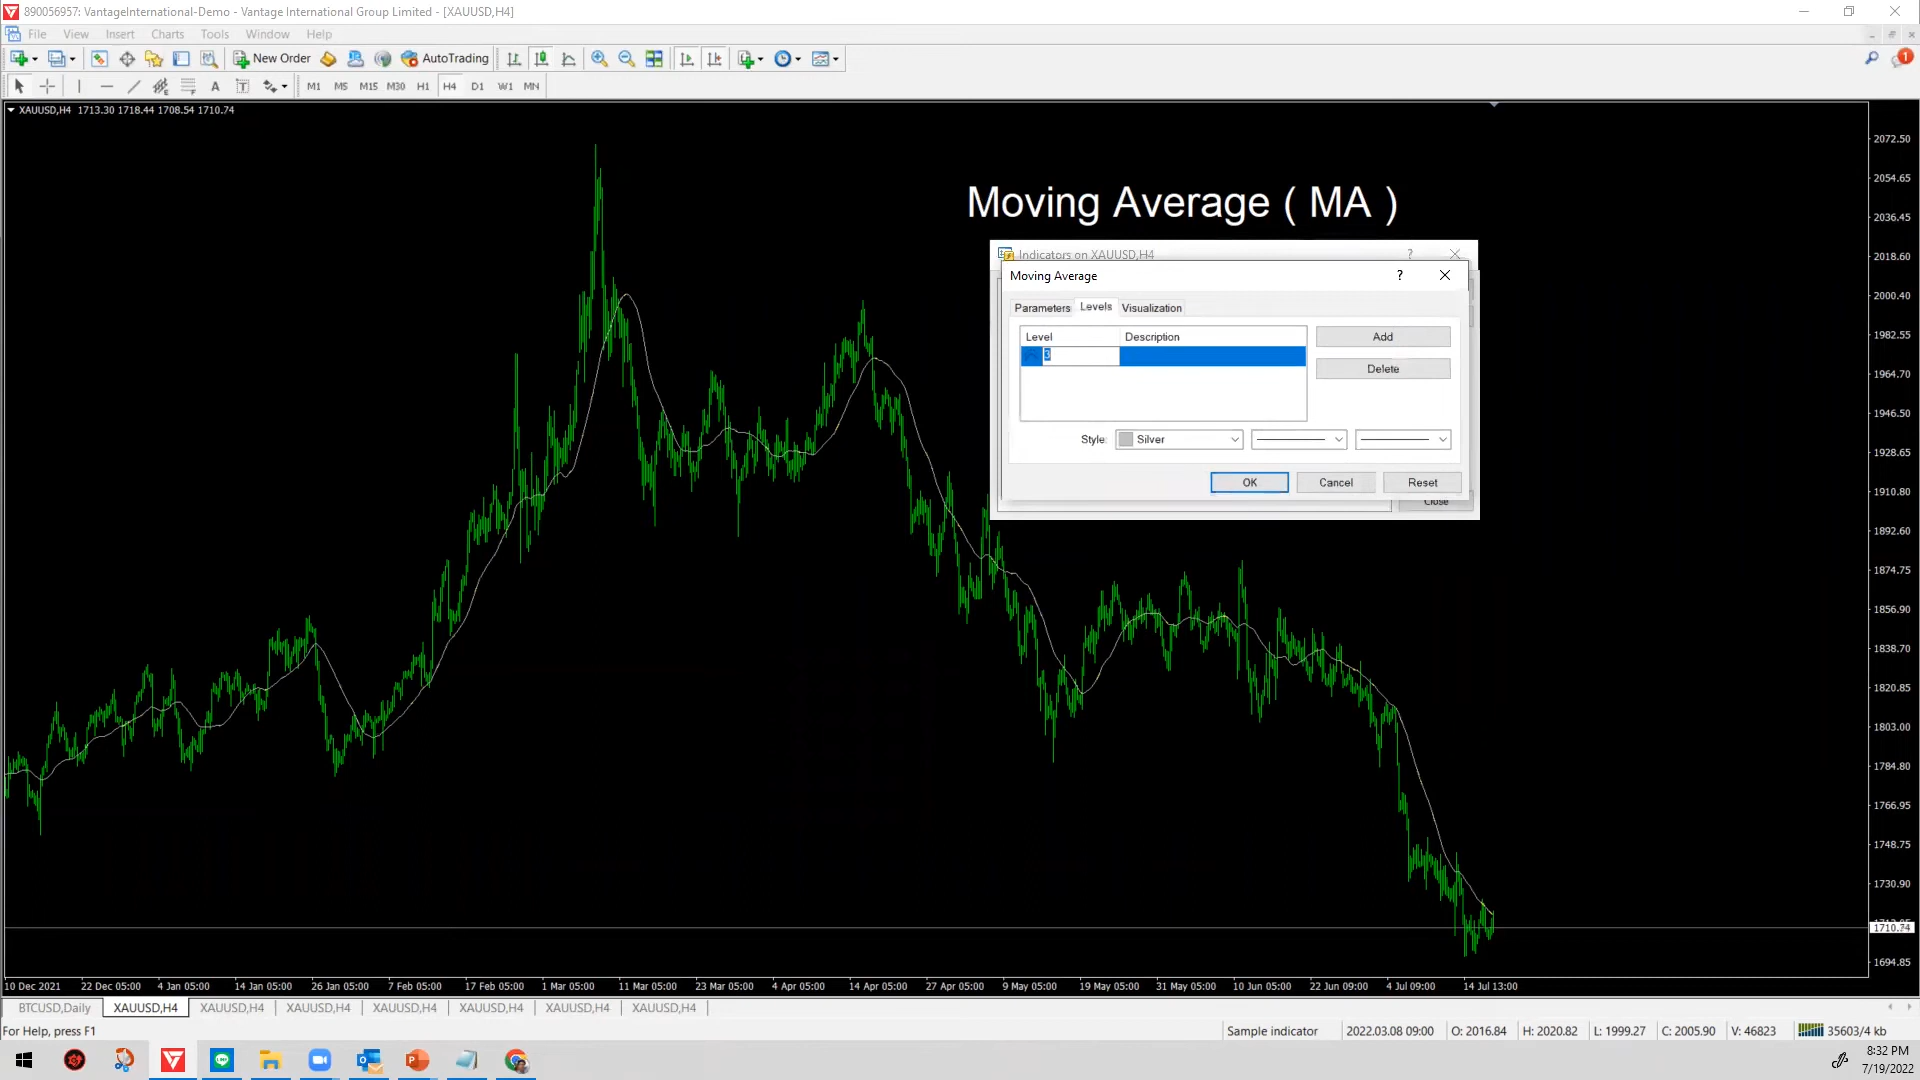 890056957: VantageInternational-Demo - Vantage International Group Limited - [XAUUSD,H4]
File View Insert Charts Tools Window Help
New Order AutoTrading 1
A T M1 M5 M15 M30 H1 H4 D1 W1 MN
XAUUSD,H4 1713.30 1718.44 1708.54 1710.74
Moving Average ( MA )
Indicators on XAUUSD,H4 ?
Moving Average ?
Parameters Levels Visualization
Level Description
3
Add
Delete
Style: Silver
OK Cancel Reset
Close
2072.50
2054.65
2036.45
2018.60
2000.40
1982.55
1964.70
1946.50
1928.65
1910.80
1892.60
1874.75
1856.90
1838.70
1820.85
1803.00
1784.80
1766.95
1748.75
1730.90
1710.74
1694.85
10 Dec 2021 22 Dec 05:00 4 Jan 05:00 14 Jan 05:00 26 Jan 05:00 7 Feb 05:00 17 Feb 05:00 1 Mar 05:00 11 Mar 05:00 23 Mar 05:00 4 Apr 05:00 14 Apr 05:00 27 Apr 05:00 9 May 05:00 19 May 05:00 31 May 05:00 10 Jun 05:00 22 Jun 09:00 4 Jul 09:00 14 Jul 13:00
BTCUSD,Daily XAUUSD,H4 XAUUSD,H4 XAUUSD,H4 XAUUSD,H4 XAUUSD,H4 XAUUSD,H4 XAUUSD,H4
For Help, press F1 Sample indicator 2022.03.08 09:00 O: 2016.84 H: 2020.82 L: 1999.27 C: 2005.90 V: 46823 35603/4 kb
8:32 PM
7/19/2022